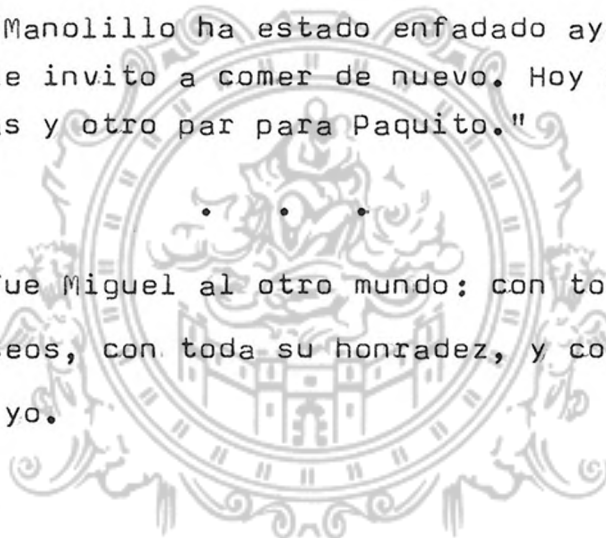 Manolillo ha estado enfadado ay
e invito a comer de nuevo. Hoy
s y otro par para Paquito."
. . .
ue Miguel al otro mundo: con to
seos, con toda su honradez, y co
yo.